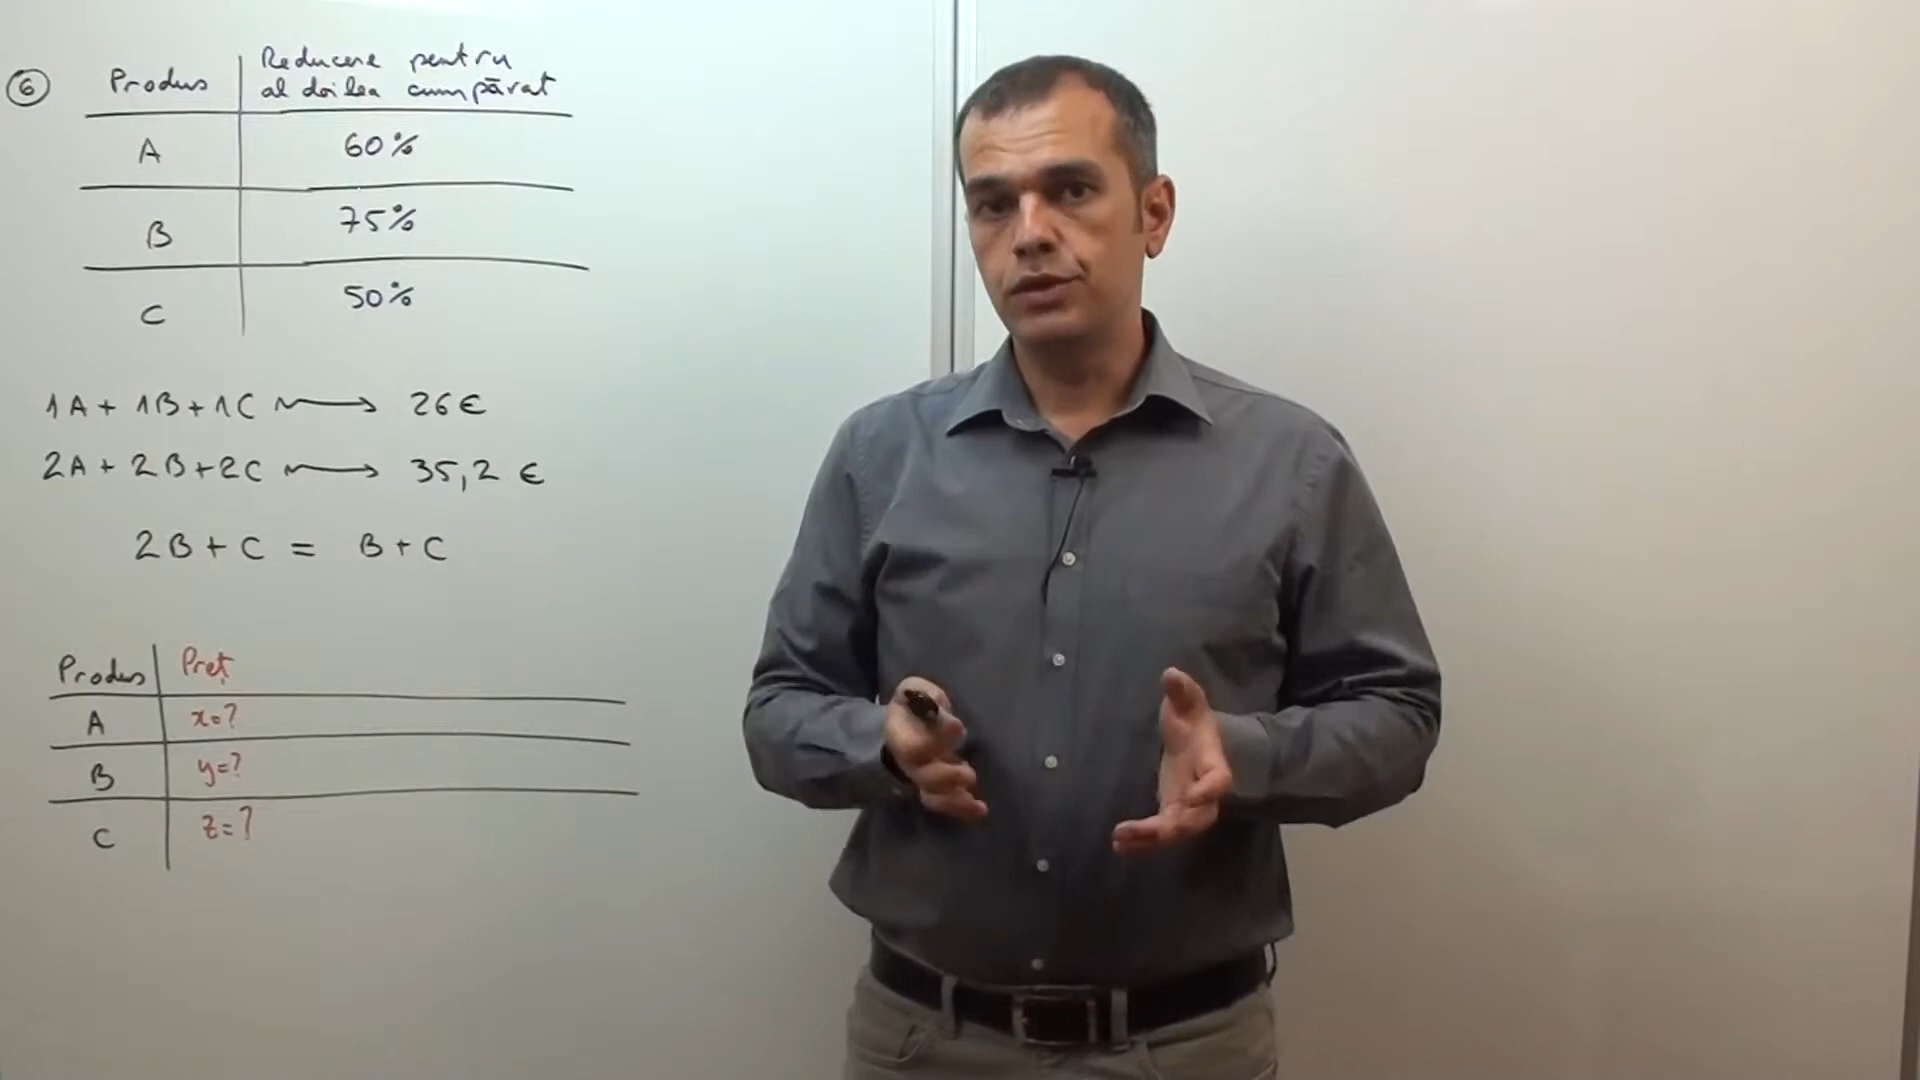 6
Produs Reducere pentru
al doilea cumpărat
A 60%
B 75%
C 50%
1A + 1B + 1C → 26€
2A + 2B + 2C → 35,2 €
2B + C = B + C
Produs Preț
A x=?
B y=?
C z=?